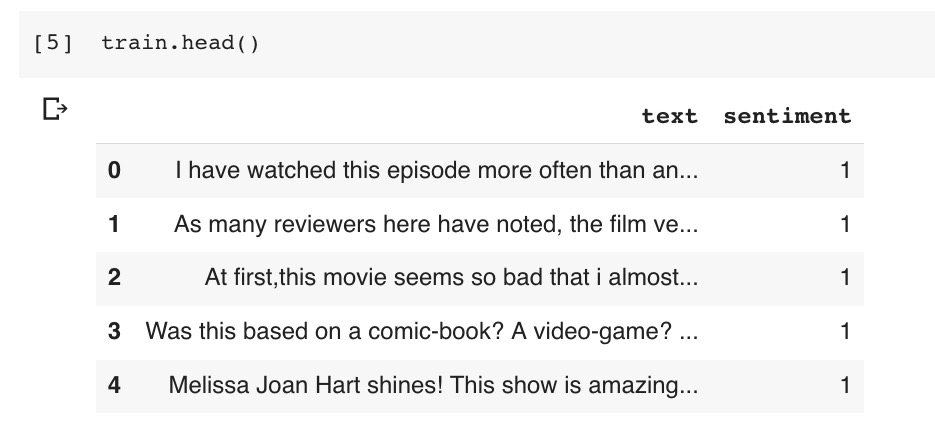 [5] train.head()
text sentiment
0 I have watched this episode more often than an... 1
1 As many reviewers here have noted, the film ve... 1
2 At first,this movie seems so bad that i almost... 1
3 Was this based on a comic-book? A video-game? ... 1
4 Melissa Joan Hart shines! This show is amazing... 1